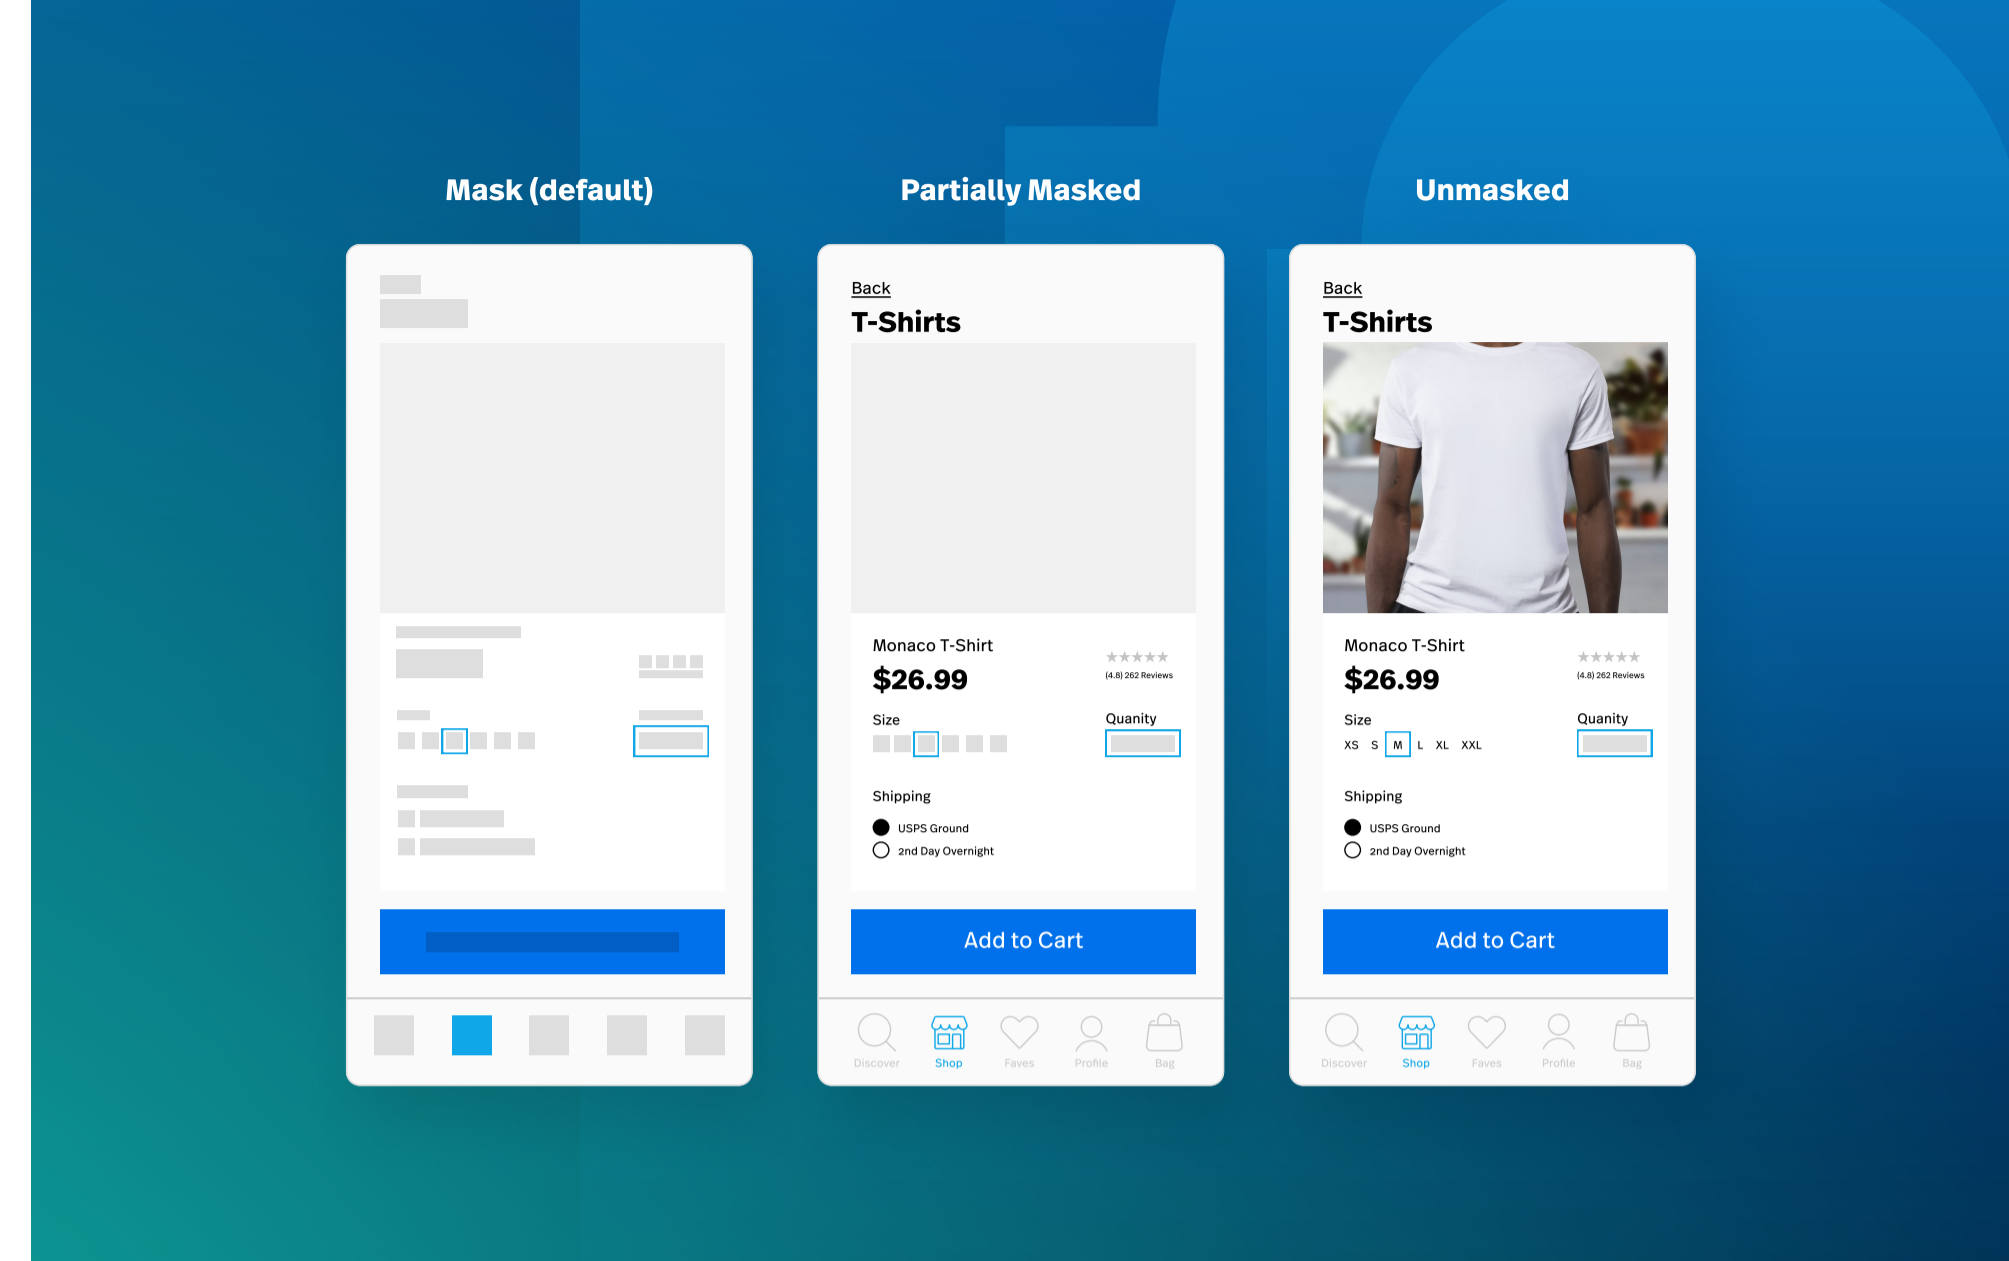 Mask (default)
Partially Masked
Back
T-Shirts
Monaco T-Shirt
$26.99
(4.8) 262 Reviews
Size
Quanity
Shipping
USPS Ground
2nd Day Overnight
Add to Cart
Discover
Shop
Faves
Profile
Bag
Unmasked
Back
T-Shirts
Monaco T-Shirt
$26.99
(4.8) 262 Reviews
Size
Quanity
XS S M L XL XXL
Shipping
USPS Ground
2nd Day Overnight
Add to Cart
Discover
Shop
Faves
Profile
Bag